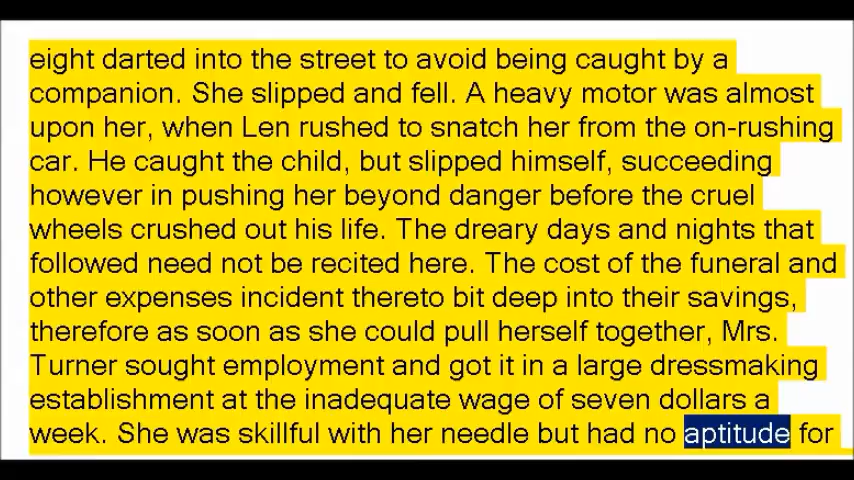 eight darted into the street to avoid being caught by a
companion. She slipped and fell. A heavy motor was almost
upon her, when Len rushed to snatch her from the on-rushing
car. He caught the child, but slipped himself, succeeding
however in pushing her beyond danger before the cruel
wheels crushed out his life. The dreary days and nights that
followed need not be recited here. The cost of the funeral and
other expenses incident thereto bit deep into their savings,
therefore as soon as she could pull herself together, Mrs.
Turner sought employment and got it in a large dressmaking
establishment at the inadequate wage of seven dollars a
week. She was skillful with her needle but had no aptitude for